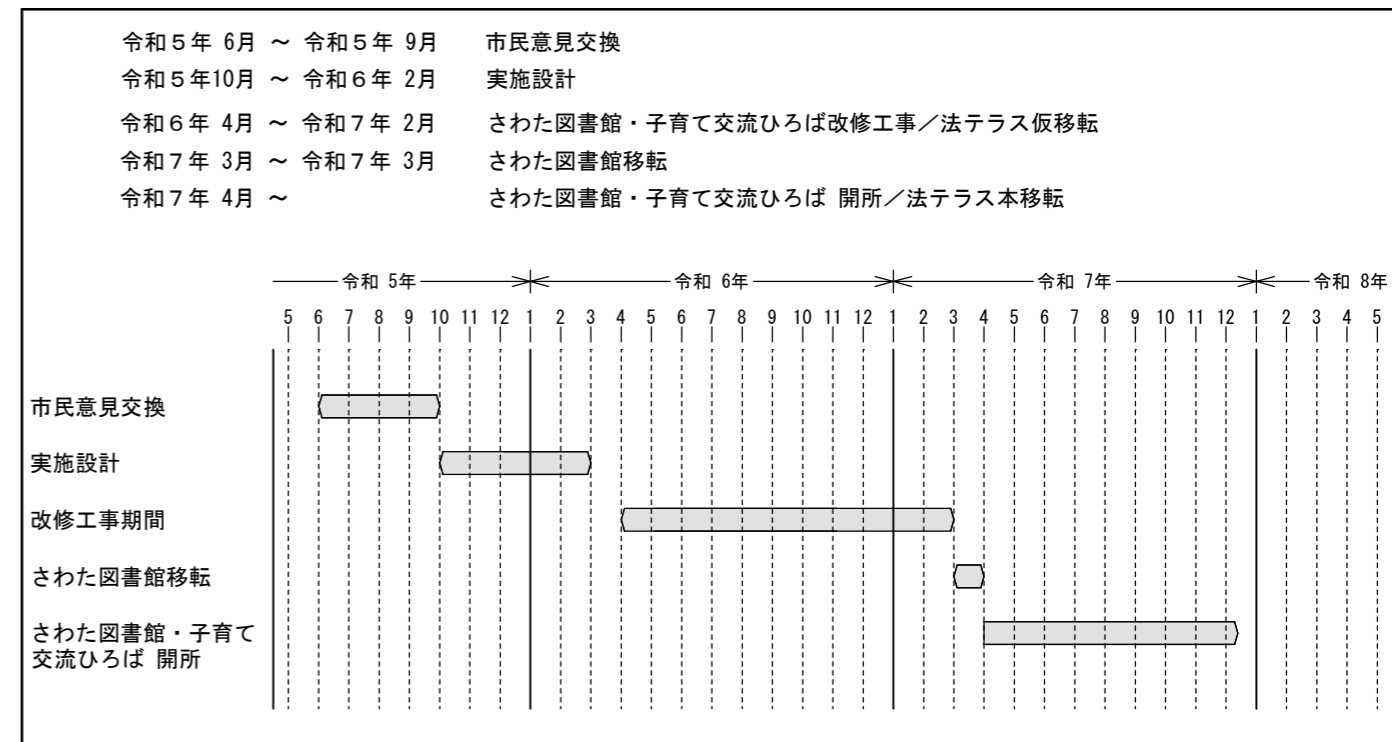 令和５年 6月 ～ 令和５年 9月 市民意見交換
令和５年10月 ～ 令和６年 2月 実施設計
令和６年 4月 ～ 令和７年 2月 さわた図書館・子育て交流ひろば改修工事／法テラス仮移転
令和７年 3月 ～ 令和７年 3月 さわた図書館移転
令和７年 4月 ～ さわた図書館・子育て交流ひろば 開所／法テラス本移転
令和 5年 令和 6年 令和 7年 令和 8年
5 6 7 8 9 10 11 12 1 2 3 4 5 6 7 8 9 10 11 12 1 2 3 4 5 6 7 8 9 10 11 12 1 2 3 4 5
市民意見交換
実施設計
改修工事期間
さわた図書館移転
さわた図書館・子育て
交流ひろば 開所